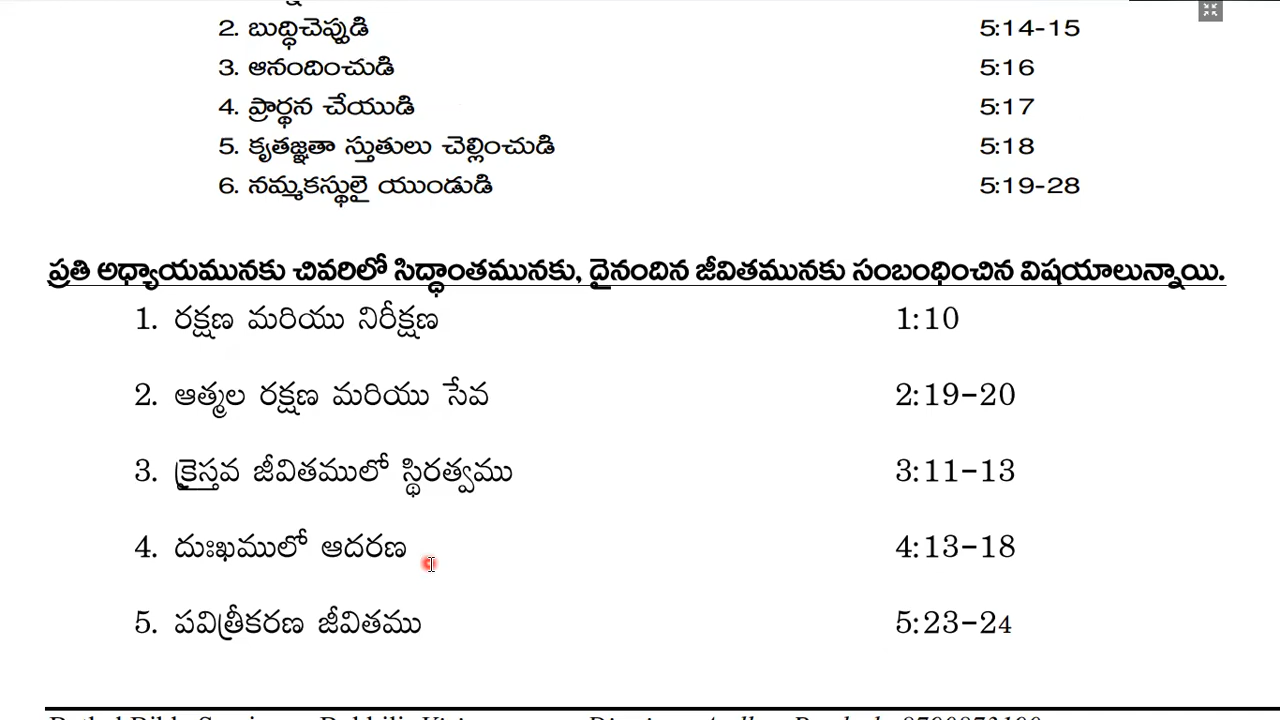 2. బుద్ధిచెప్పుడి 5:14-15
3. ఆనందించుడి 5:16
4. ప్రార్థన చేయుడి 5:17
5. కృతజ్ఞతా స్తుతులు చెల్లించుడి 5:18
6. నమ్మకస్థులై యుండుడి 5:19-28
ప్రతి అధ్యాయమునకు చివరిలో సిద్ధాంతమునకు, దైనందిన జీవితమునకు సంబంధించిన విషయాలున్నాయి.
1. రక్షణ మరియు నిరీక్షణ 1:10
2. ఆత్మల రక్షణ మరియు సేవ 2:19-20
3. క్రైస్తవ జీవితములో స్థిరత్వము 3:11-13
4. దుఃఖములో ఆదరణ 4:13-18
5. పవిత్రీకరణ జీవితము 5:23-24